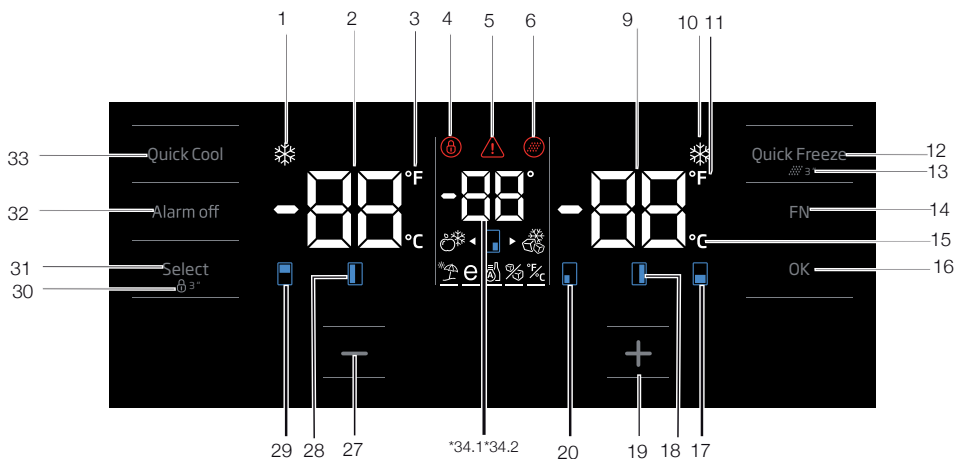 1 2 3 4 5 6 9 10 11
33 Quick Cool Quick Freeze 12
3" 13
°F ° °F
-88 -88 -88
32 Alarm off FN 14
°C °C 15
31 Select OK 16
30 3"
e A % °F/°C
− +
29 28 27 *34.1*34.2 20 19 18 17